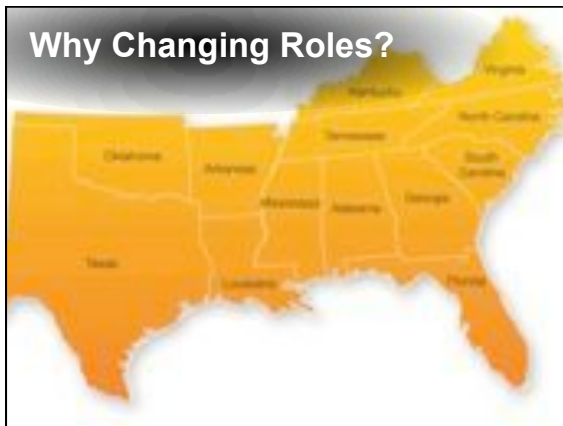 Why Changing Roles?
Virginia
Kentucky
North Carolina
Tennessee
Oklahoma
Arkansas
South
Carolina
Mississippi
Alabama
Georgia
Texas
Louisiana
Florida